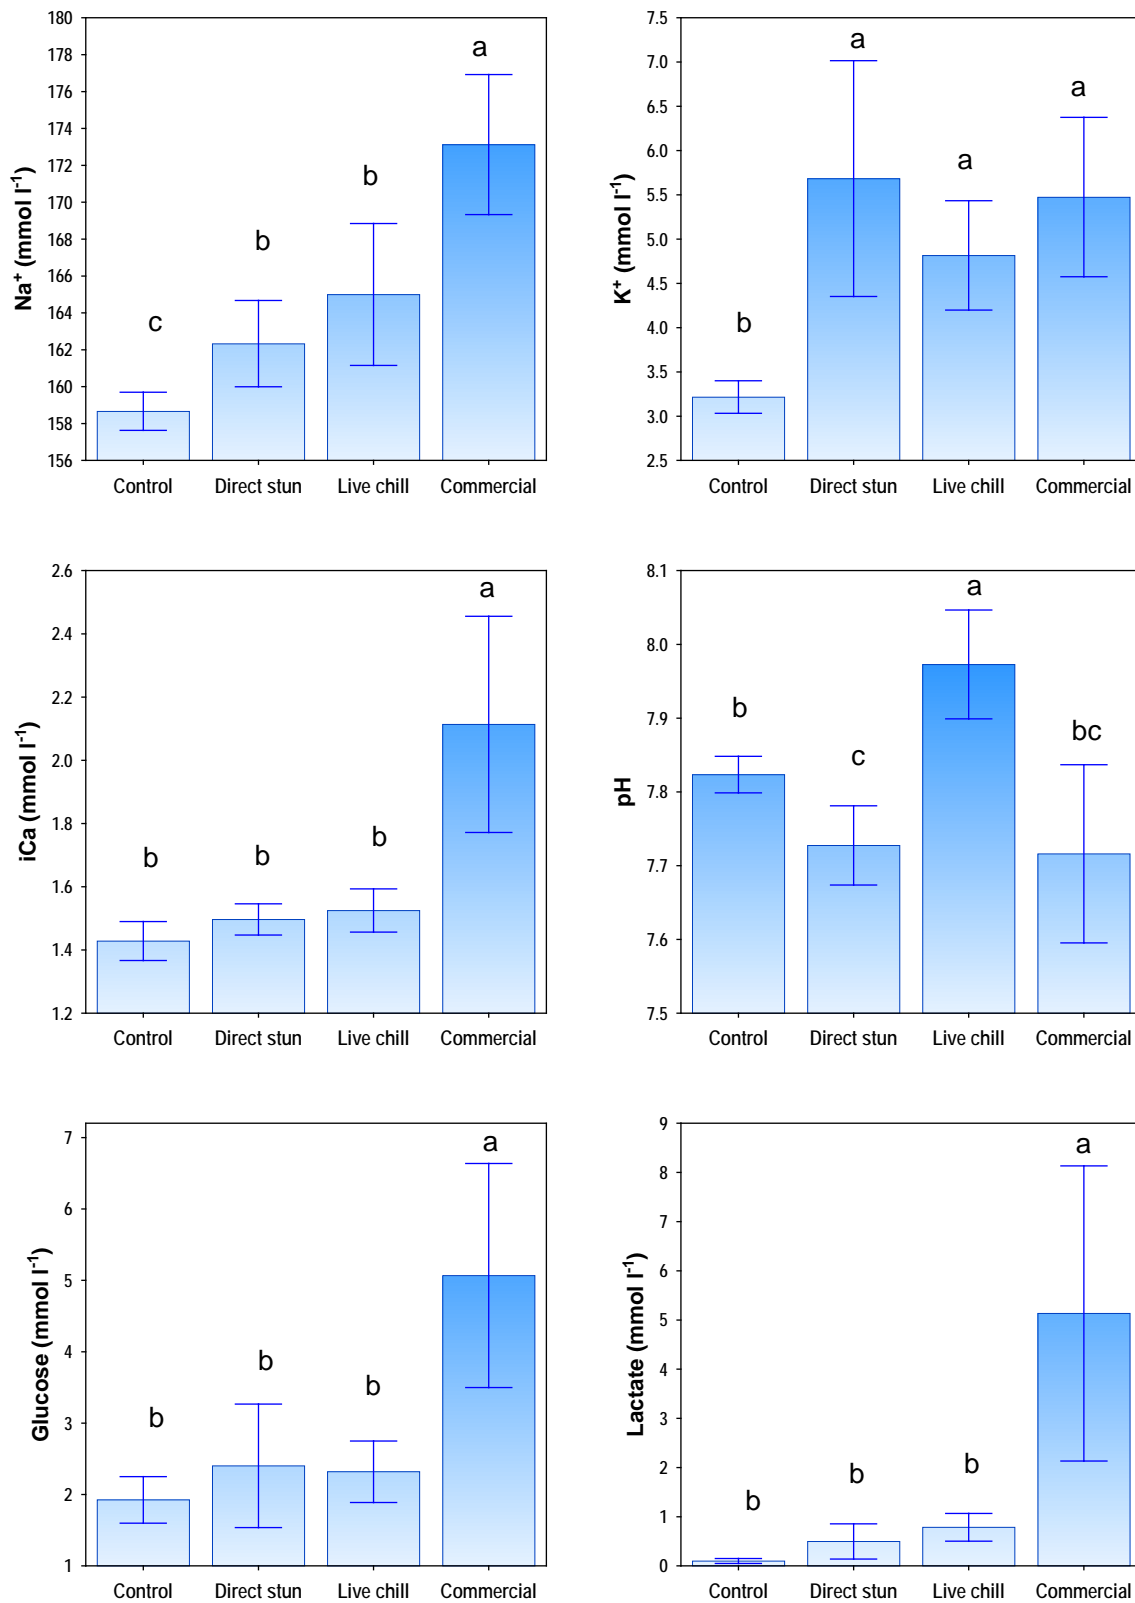 180
178
176
174
172
170
168
166
164
162
160
158
156
Na⁺ (mmol l⁻¹)
c
b
b
a
Control Direct stun Live chill Commercial
7.5
7.0
6.5
6.0
5.5
5.0
4.5
4.0
3.5
3.0
2.5
K⁺ (mmol l⁻¹)
b
a
a
a
Control Direct stun Live chill Commercial
2.6
2.4
2.2
2.0
1.8
1.6
1.4
1.2
iCa (mmol l⁻¹)
b
b
b
a
Control Direct stun Live chill Commercial
8.1
8.0
7.9
7.8
7.7
7.6
7.5
pH
b
c
a
bc
Control Direct stun Live chill Commercial
7
6
5
4
3
2
1
Glucose (mmol l⁻¹)
b
b
b
a
Control Direct stun Live chill Commercial
9
8
7
6
5
4
3
2
1
0
Lactate (mmol l⁻¹)
b
b
b
a
Control Direct stun Live chill Commercial